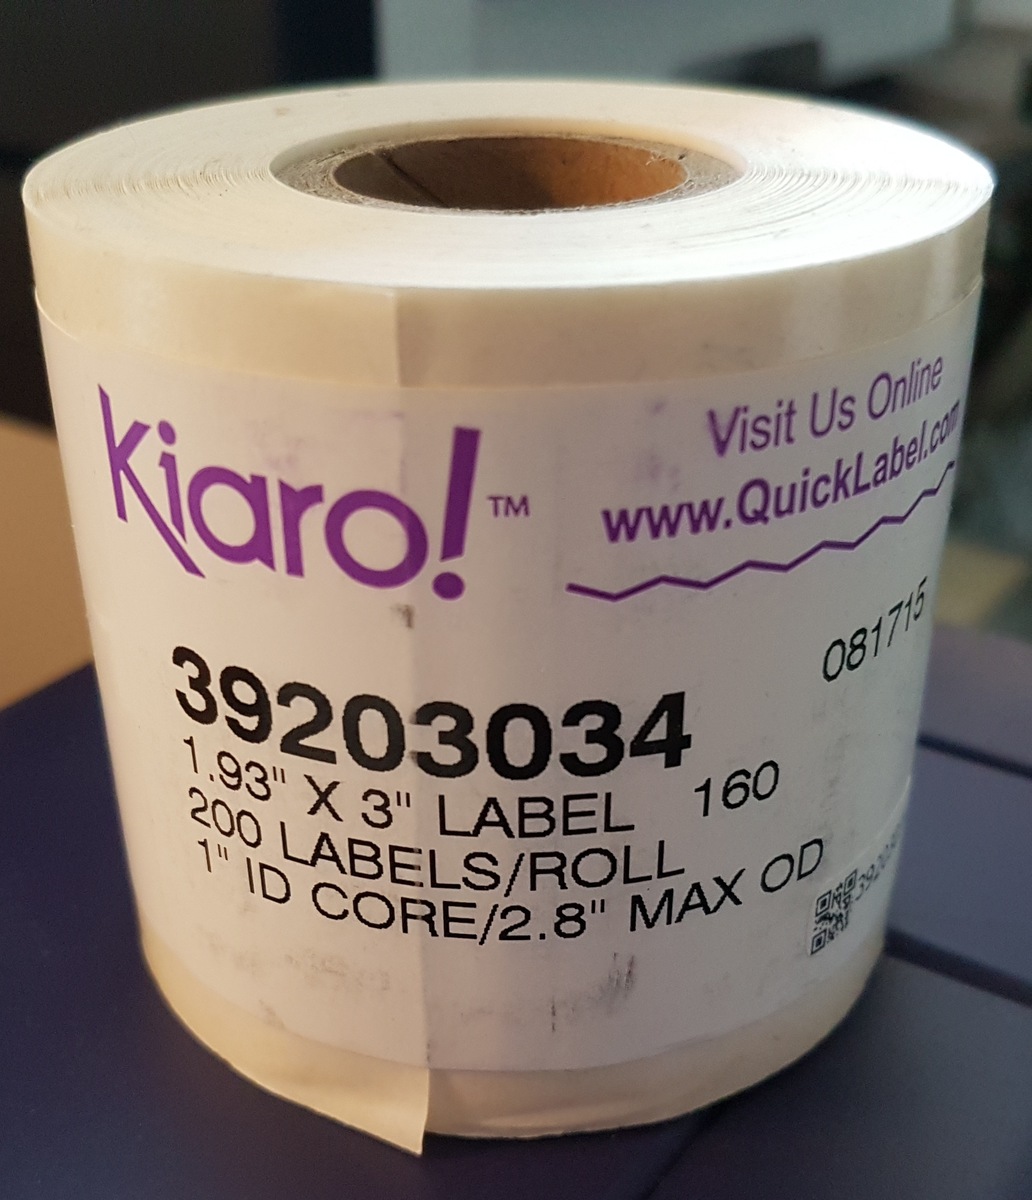 Kiaro!™
Visit Us Online
www.QuickLabel.com
081715
39203034
1.93" X 3" LABEL 160
200 LABELS/ROLL
1" ID CORE/2.8" MAX OD